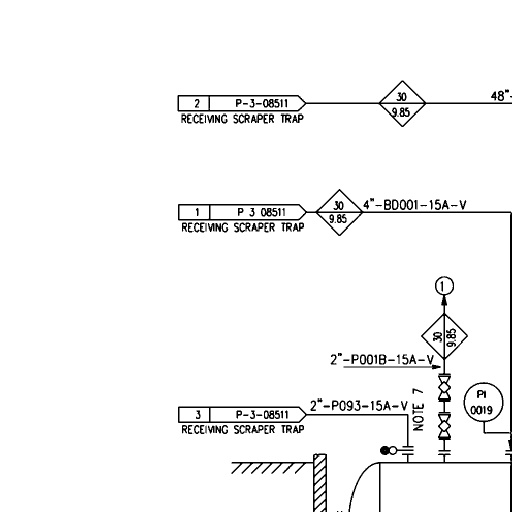 2 P-3-08511
30
9.85
48"-
RECEIVING SCRAPER TRAP
1 P 3 08511
30
9.85
4"-BD001-15A-V
RECEIVING SCRAPER TRAP
1
30
9.85
2"-P001B-15A-V
PI
0019
NOTE 7
3 P-3-08511
2"-P093-15A-V
RECEIVING SCRAPER TRAP